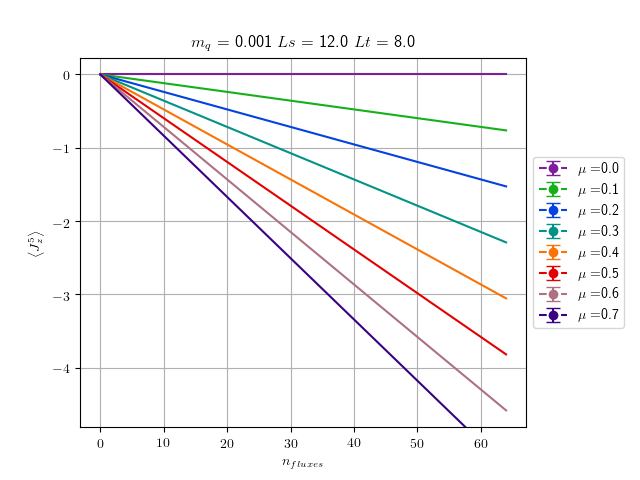 m_q = 0.001 Ls = 12.0 Lt = 8.0
0
−1
−2
−3
−4
⟨J_z^5⟩
0 10 20 30 40 50 60
n_{fluxes}
μ =0.0
μ =0.1
μ =0.2
μ =0.3
μ =0.4
μ =0.5
μ =0.6
μ =0.7